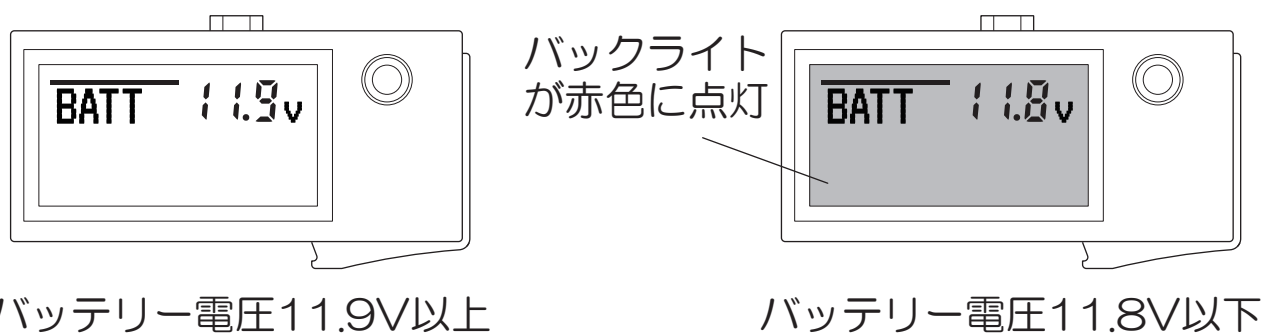 BATT 11.9v
バックライト
が赤色に点灯
BATT 11.8v
バッテリー電圧11.9V以上
バッテリー電圧11.8V以下